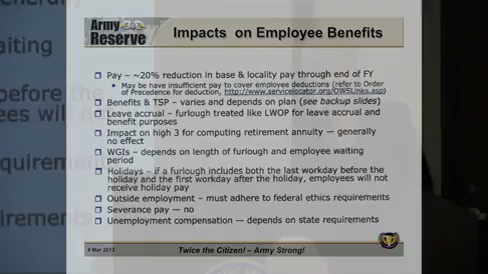 generally
waiting
before the
ees will no
equirement
irements
Army
Reserve
Impacts on Employee Benefits
Pay – ~20% reduction in base & locality pay through end of FY
May be have insufficient pay to cover employee deductions (refer to Order
of Precedence for deduction, http://www.servicelocator.org/OWSLinks.asp)
Benefits & TSP – varies and depends on plan (see backup slides)
Leave accrual – furlough treated like LWOP for leave accrual and
benefit purposes
Impact on high 3 for computing retirement annuity — generally
no effect
WGIs – depends on length of furlough and employee waiting
period
Holidays – if a furlough includes both the last workday before the
holiday and the first workday after the holiday, employees will not
receive holiday pay
Outside employment – must adhere to federal ethics requirements
Severance pay — no
Unemployment compensation — depends on state requirements
4 Mar 2013
Twice the Citizen! – Army Strong!